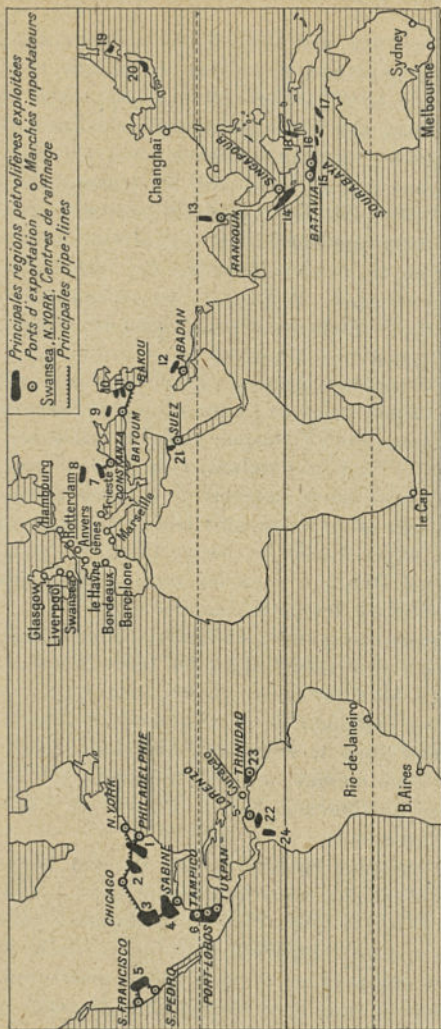 Principales régions pétrolifères exploitées
Ports d'exportation o Marchés importateurs
Swansea, N.YORK, Centres de raffinage
Principales pipe-lines
Glasgow
Liverpool
Swansea
Hambourg
Rotterdam
Anvers
le Havre
Gênes
Bordeaux
Trieste
Marseille
Barcelone
CONSTANZA
BATOUM
BAKOU
SUEZ
ABADAN
RANGOUN
Changhaï
SINGAPOUR
BATAVIA
SOURABAYA
Sydney
Melbourne
le Cap
S. FRANCISCO
S. PEDRO
CHICAGO
N. YORK
PHILADELPHIE
SABINE
TAMPICO
TUXPAN
PORT-LOBOS
S. LORENZO
Curaçao
TRINIDAD
Rio-de-Janeiro
B. Aires
1
2
3
4
5
6
7
8
9
10
11
12
13
14
15
16
17
18
19
20
21
22
23
24